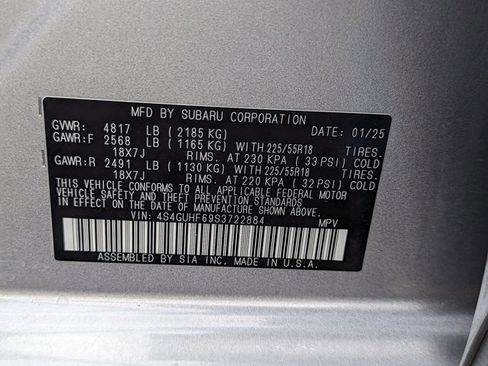 MFD BY SUBARU CORPORATION
GVWR: 4817 LB ( 2185 KG) DATE: 01/25
GAWR:F 2568 LB ( 1165 KG) WITH 225/55R18 TIRES.
18X7J RIMS. AT 230 KPA ( 33 PSI) COLD
GAWR:R 2491 LB ( 1130 KG) WITH 225/55R18 TIRES.
18X7J RIMS. AT 220 KPA ( 32 PSI) COLD
THIS VEHICLE CONFORMS TO ALL APPLICABLE FEDERAL MOTOR
VEHICLE SAFETY AND THEFT PREVENTION STANDARDS
IN EFFECT ON THE DATE OF MANUFACTURE SHOWN ABOVE.
VIN: 4S4GUHF69S3722884 MPV
ASSEMBLED BY SIA INC. MADE IN U.S.A.